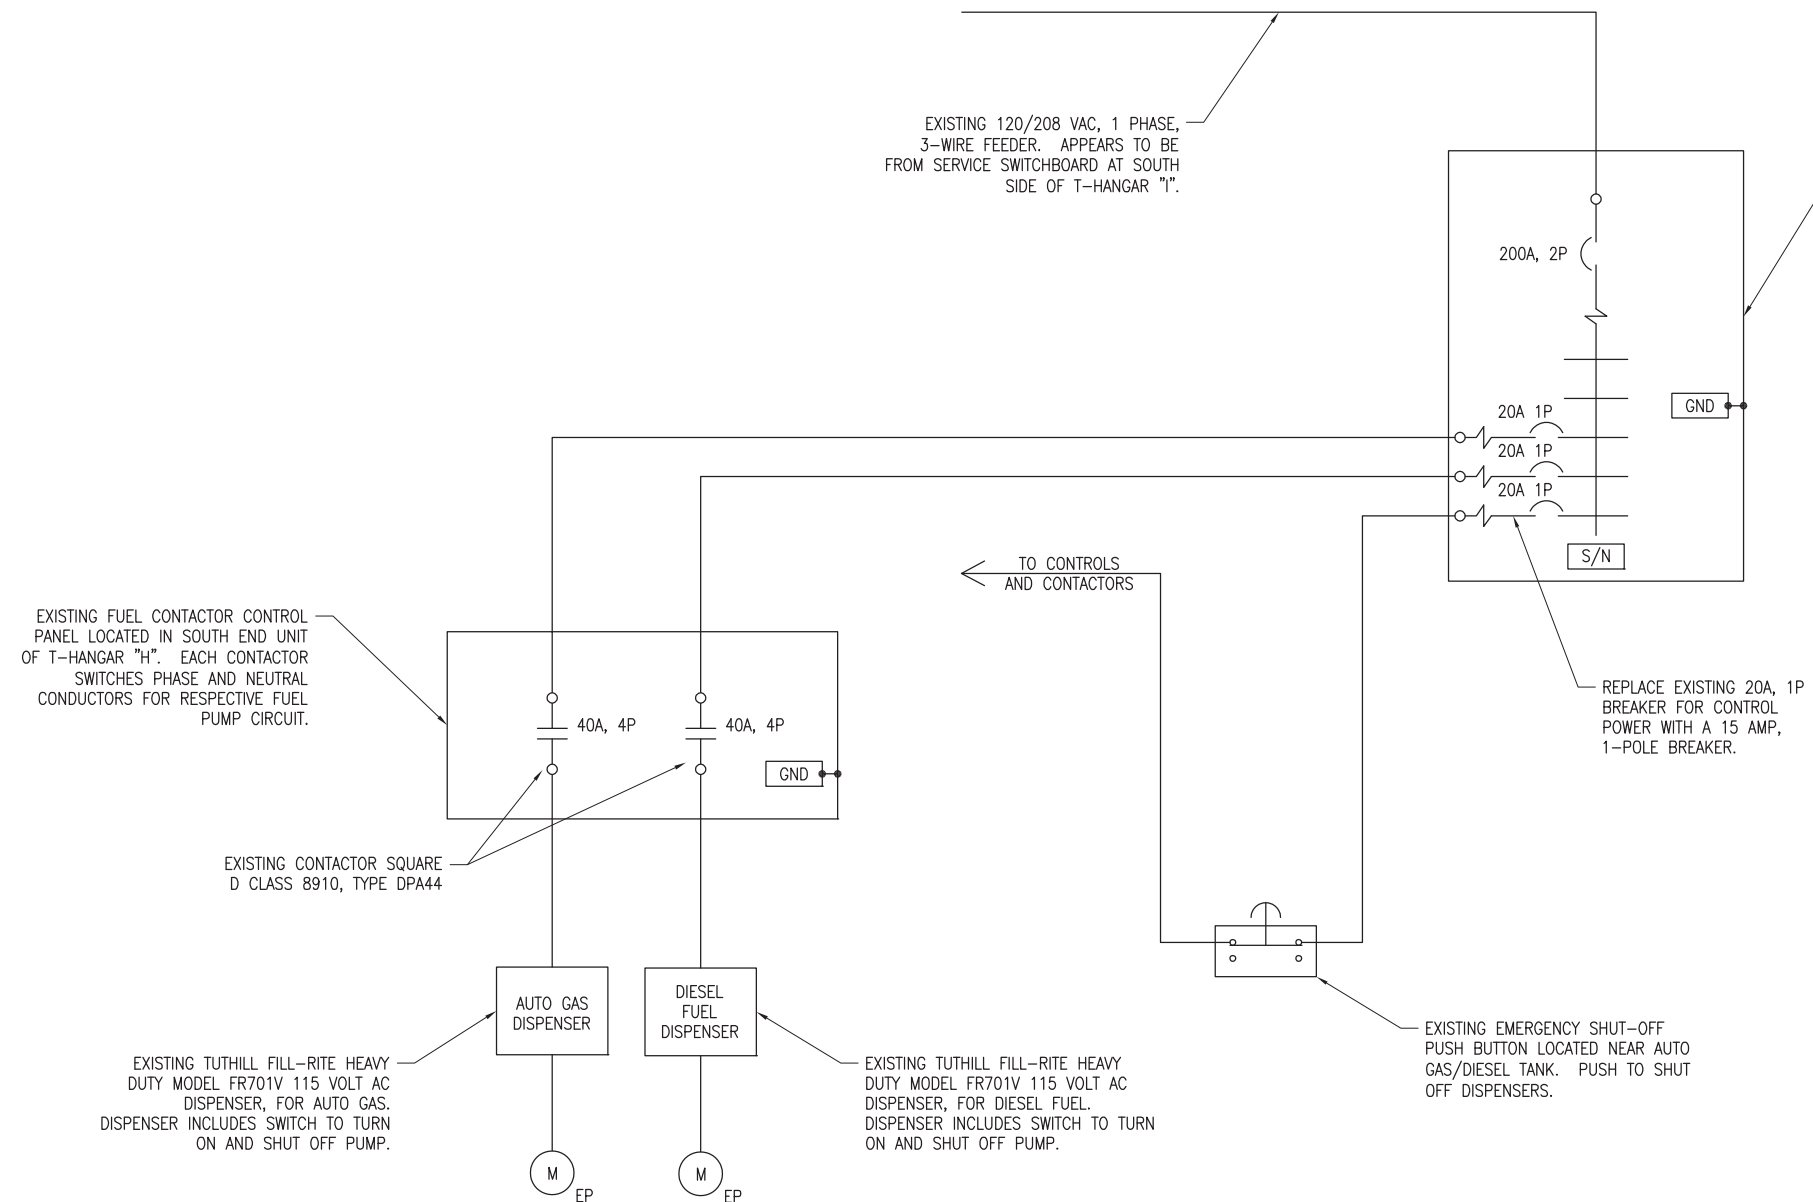 EXISTING 120/208 VAC, 1 PHASE,
3-WIRE FEEDER. APPEARS TO BE
FROM SERVICE SWITCHBOARD AT SOUTH
SIDE OF T-HANGAR "I".
200A, 2P
GND
20A 1P
20A 1P
20A 1P
S/N
TO CONTROLS
AND CONTACTORS
EXISTING FUEL CONTACTOR CONTROL
PANEL LOCATED IN SOUTH END UNIT
OF T-HANGAR "H". EACH CONTACTOR
SWITCHES PHASE AND NEUTRAL
CONDUCTORS FOR RESPECTIVE FUEL
PUMP CIRCUIT.
40A, 4P
40A, 4P
GND
REPLACE EXISTING 20A, 1P
BREAKER FOR CONTROL
POWER WITH A 15 AMP,
1-POLE BREAKER.
EXISTING CONTACTOR SQUARE
D CLASS 8910, TYPE DPA44
AUTO GAS
DISPENSER
DIESEL
FUEL
DISPENSER
EXISTING TUTHILL FILL-RITE HEAVY
DUTY MODEL FR701V 115 VOLT AC
DISPENSER, FOR AUTO GAS.
DISPENSER INCLUDES SWITCH TO TURN
ON AND SHUT OFF PUMP.
EXISTING TUTHILL FILL-RITE HEAVY
DUTY MODEL FR701V 115 VOLT AC
DISPENSER, FOR DIESEL FUEL.
DISPENSER INCLUDES SWITCH TO TURN
ON AND SHUT OFF PUMP.
EXISTING EMERGENCY SHUT-OFF
PUSH BUTTON LOCATED NEAR AUTO
GAS/DIESEL TANK. PUSH TO SHUT
OFF DISPENSERS.
M
EP
M
EP